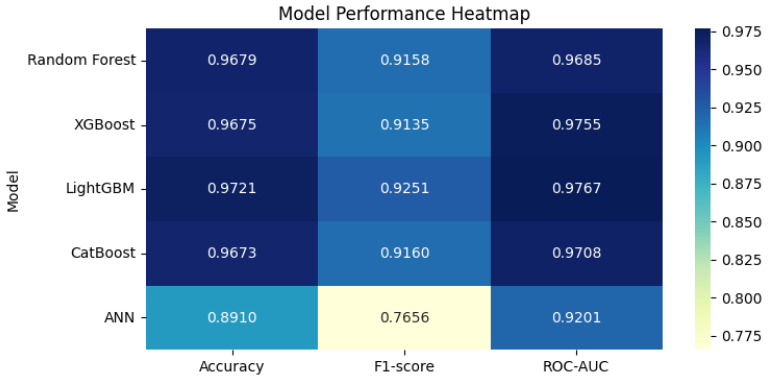 Model Performance Heatmap
Model
Random Forest 0.9679 0.9158 0.9685
XGBoost 0.9675 0.9135 0.9755
LightGBM 0.9721 0.9251 0.9767
CatBoost 0.9673 0.9160 0.9708
ANN 0.8910 0.7656 0.9201
Accuracy F1-score ROC-AUC
0.975
0.950
0.925
0.900
0.875
0.850
0.825
0.800
0.775